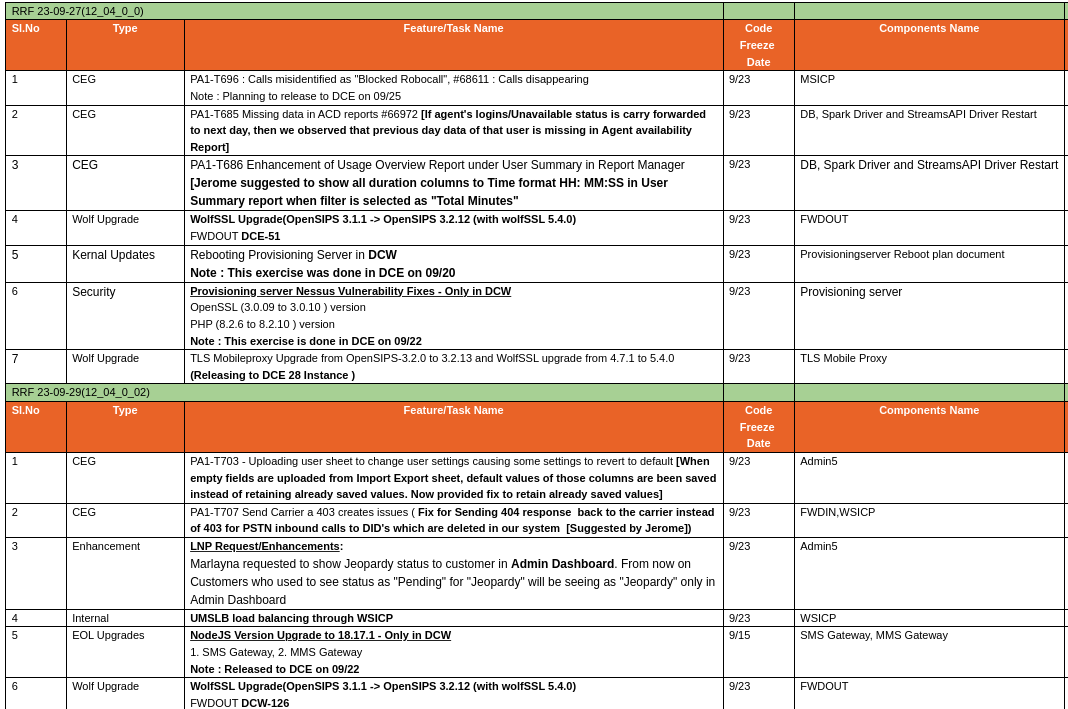 RRF 23-09-27(12_04_0_0)
Sl.No Type Feature/Task Name Code Freeze Date Components Name
1 CEG PA1-T696 : Calls misidentified as "Blocked Robocall", #68611 : Calls disappearing 9/23 MSICP
Note : Planning to release to DCE on 09/25
2 CEG PA1-T685 Missing data in ACD reports #66972 [If agent's logins/Unavailable status is carry forwarded 9/23 DB, Spark Driver and StreamsAPI Driver Restart
to next day, then we observed that previous day data of that user is missing in Agent availability
Report]
3 CEG PA1-T686 Enhancement of Usage Overview Report under User Summary in Report Manager 9/23 DB, Spark Driver and StreamsAPI Driver Restart
[Jerome suggested to show all duration columns to Time format HH: MM:SS in User
Summary report when filter is selected as "Total Minutes"
4 Wolf Upgrade WolfSSL Upgrade(OpenSIPS 3.1.1 -> OpenSIPS 3.2.12 (with wolfSSL 5.4.0) 9/23 FWDOUT
FWDOUT DCE-51
5 Kernal Updates Rebooting Provisioning Server in DCW 9/23 Provisioningserver Reboot plan document
Note : This exercise was done in DCE on 09/20
6 Security Provisioning server Nessus Vulnerability Fixes - Only in DCW 9/23 Provisioning server
OpenSSL (3.0.09 to 3.0.10 ) version
PHP (8.2.6 to 8.2.10 ) version
Note : This exercise is done in DCE on 09/22
7 Wolf Upgrade TLS Mobileproxy Upgrade from OpenSIPS-3.2.0 to 3.2.13 and WolfSSL upgrade from 4.7.1 to 5.4.0 9/23 TLS Mobile Proxy
(Releasing to DCE 28 Instance )
RRF 23-09-29(12_04_0_02)
Sl.No Type Feature/Task Name Code Freeze Date Components Name
1 CEG PA1-T703 - Uploading user sheet to change user settings causing some settings to revert to default [When 9/23 Admin5
empty fields are uploaded from Import Export sheet, default values of those columns are been saved
instead of retaining already saved values. Now provided fix to retain already saved values]
2 CEG PA1-T707 Send Carrier a 403 creates issues ( Fix for Sending 404 response back to the carrier instead 9/23 FWDIN,WSICP
of 403 for PSTN inbound calls to DID's which are deleted in our system [Suggested by Jerome])
3 Enhancement LNP Request/Enhancements: 9/23 Admin5
Marlayna requested to show Jeopardy status to customer in Admin Dashboard. From now on
Customers who used to see status as "Pending" for "Jeopardy" will be seeing as "Jeopardy" only in
Admin Dashboard
4 Internal UMSLB load balancing through WSICP 9/23 WSICP
5 EOL Upgrades NodeJS Version Upgrade to 18.17.1 - Only in DCW 9/15 SMS Gateway, MMS Gateway
1. SMS Gateway, 2. MMS Gateway
Note : Released to DCE on 09/22
6 Wolf Upgrade WolfSSL Upgrade(OpenSIPS 3.1.1 -> OpenSIPS 3.2.12 (with wolfSSL 5.4.0) 9/23 FWDOUT
FWDOUT DCW-126